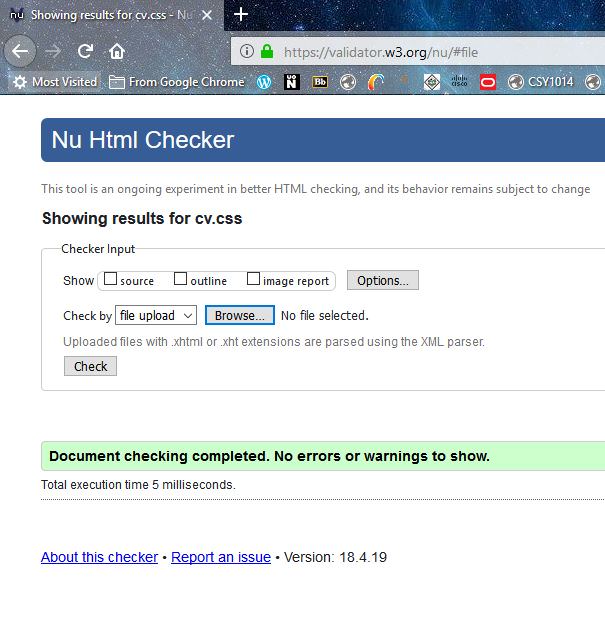 nu Showing results for cv.css - Nu
https://validator.w3.org/nu/#file
Most Visited From Google Chrome W UON Bb cisco CSY1014
Nu Html Checker
This tool is an ongoing experiment in better HTML checking, and its behavior remains subject to change
Showing results for cv.css
Checker Input
Show source outline image report Options...
Check by file upload Browse... No file selected.
Uploaded files with .xhtml or .xht extensions are parsed using the XML parser.
Check
Document checking completed. No errors or warnings to show.
Total execution time 5 milliseconds.
About this checker • Report an issue • Version: 18.4.19